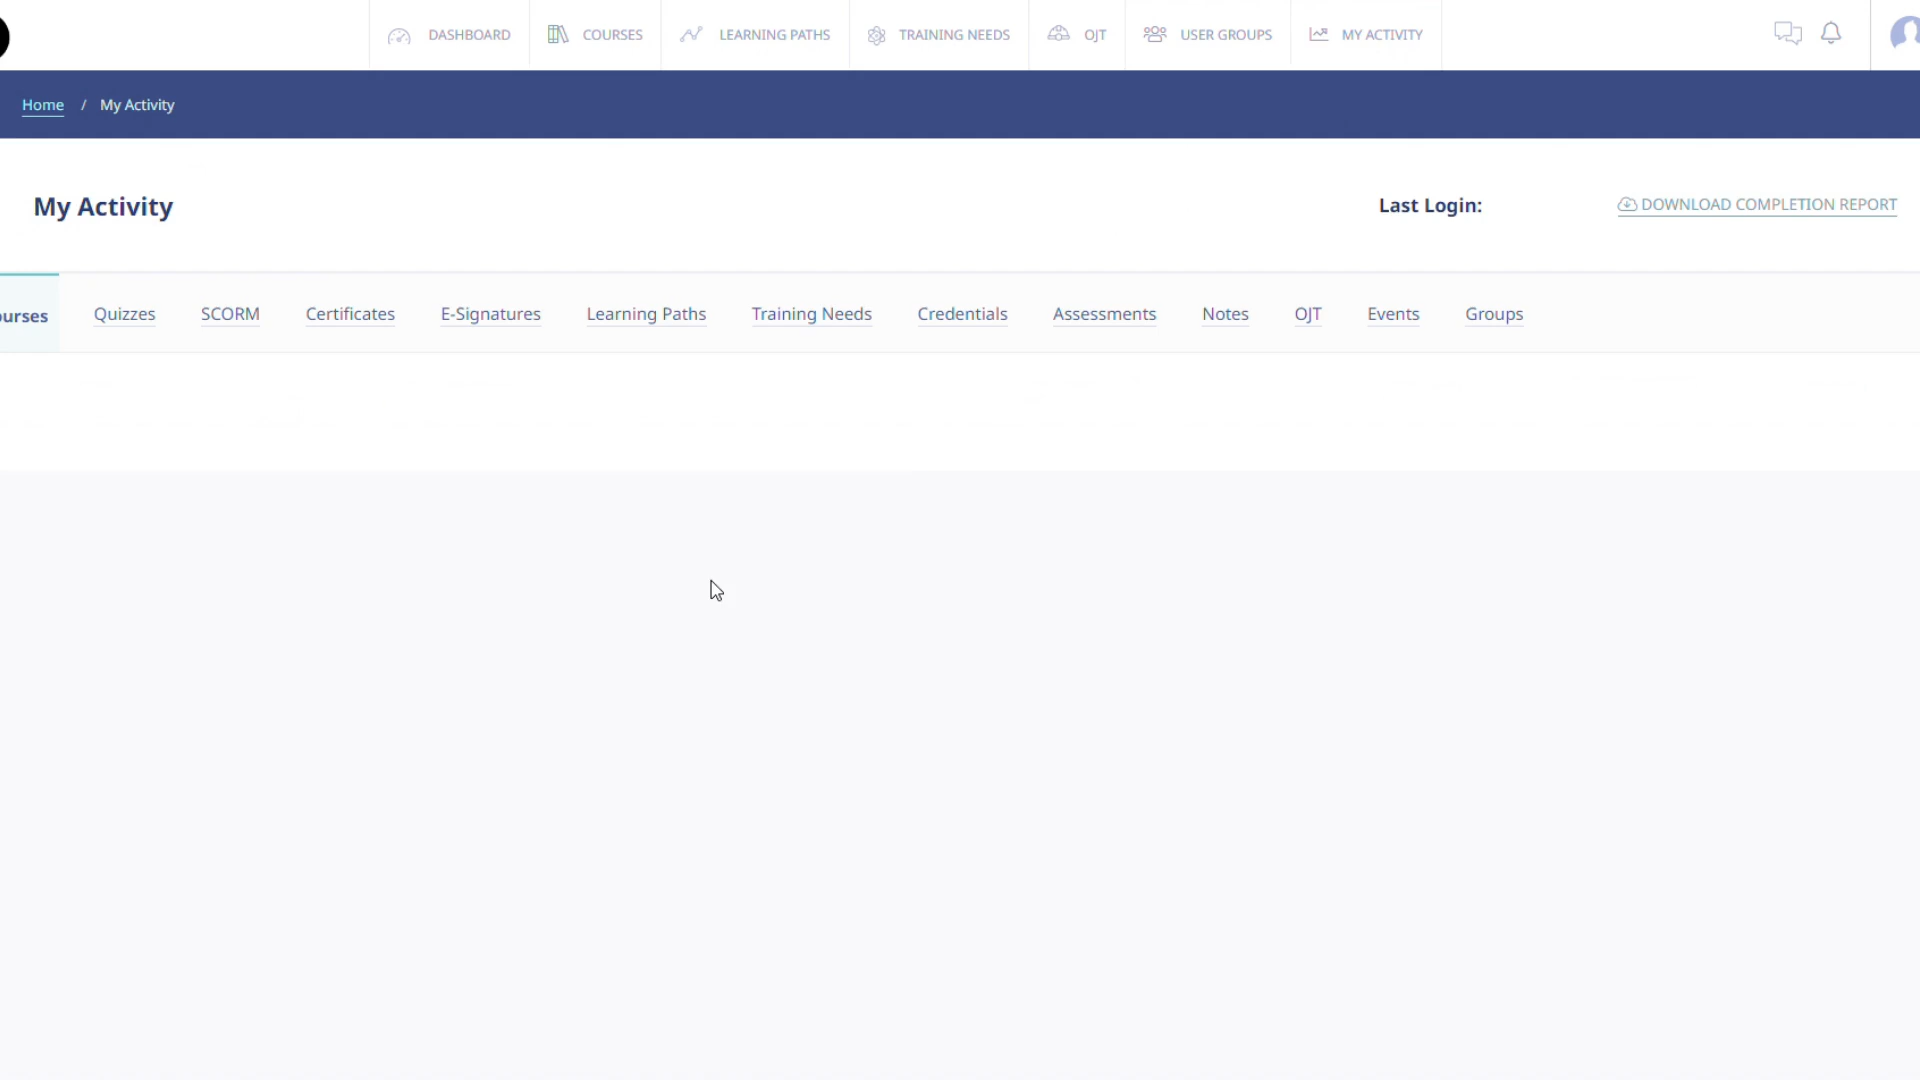 DASHBOARD COURSES LEARNING PATHS TRAINING NEEDS OJT USER GROUPS MY ACTIVITY
Home / My Activity
My Activity Last Login: DOWNLOAD COMPLETION REPORT
ourses Quizzes SCORM Certificates E-Signatures Learning Paths Training Needs Credentials Assessments Notes OJT Events Groups